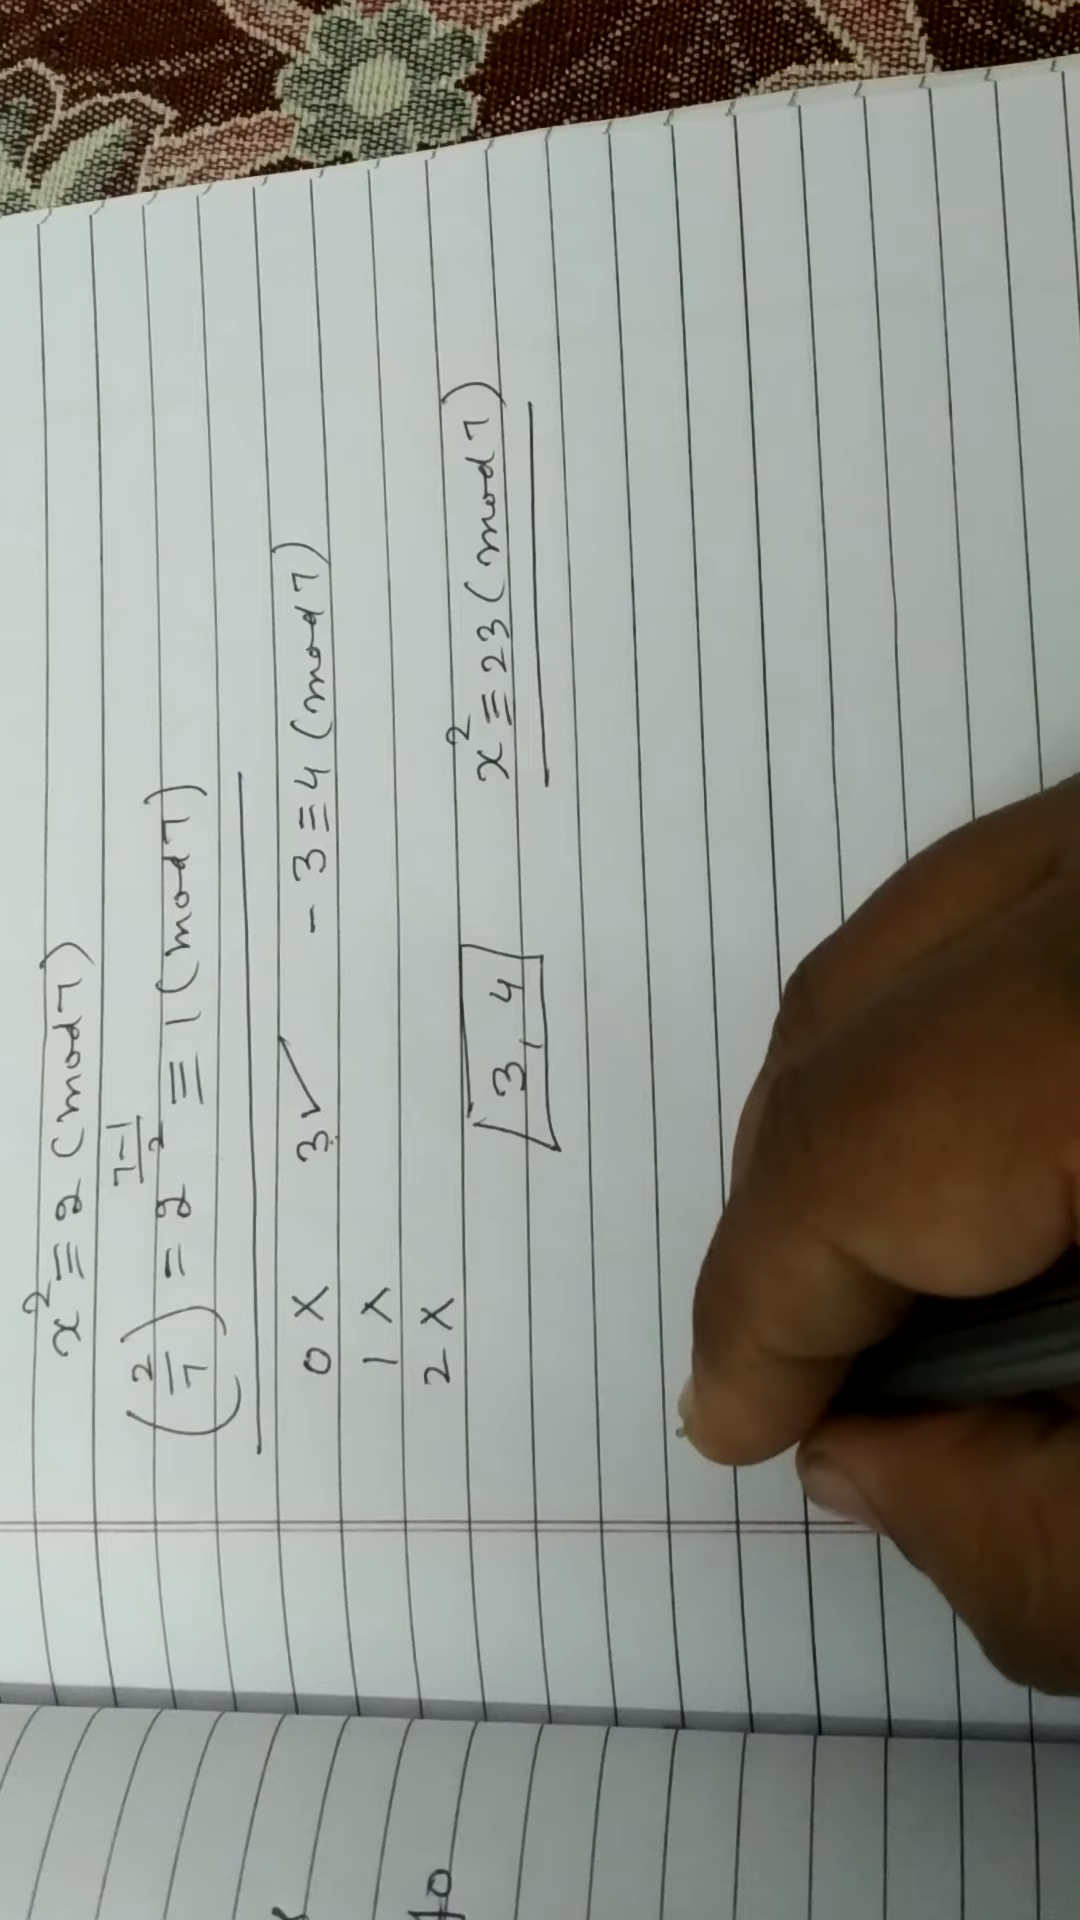 x² ≡ 2 (mod 7)
(2/7) = 2^((7-1)/2) ≡ 1 (mod 7)
0 × 3 ✓ - 3 ≡ 4 (mod 7)
1 ×
2 ×
3, 4 x² ≡ 23 (mod 7)